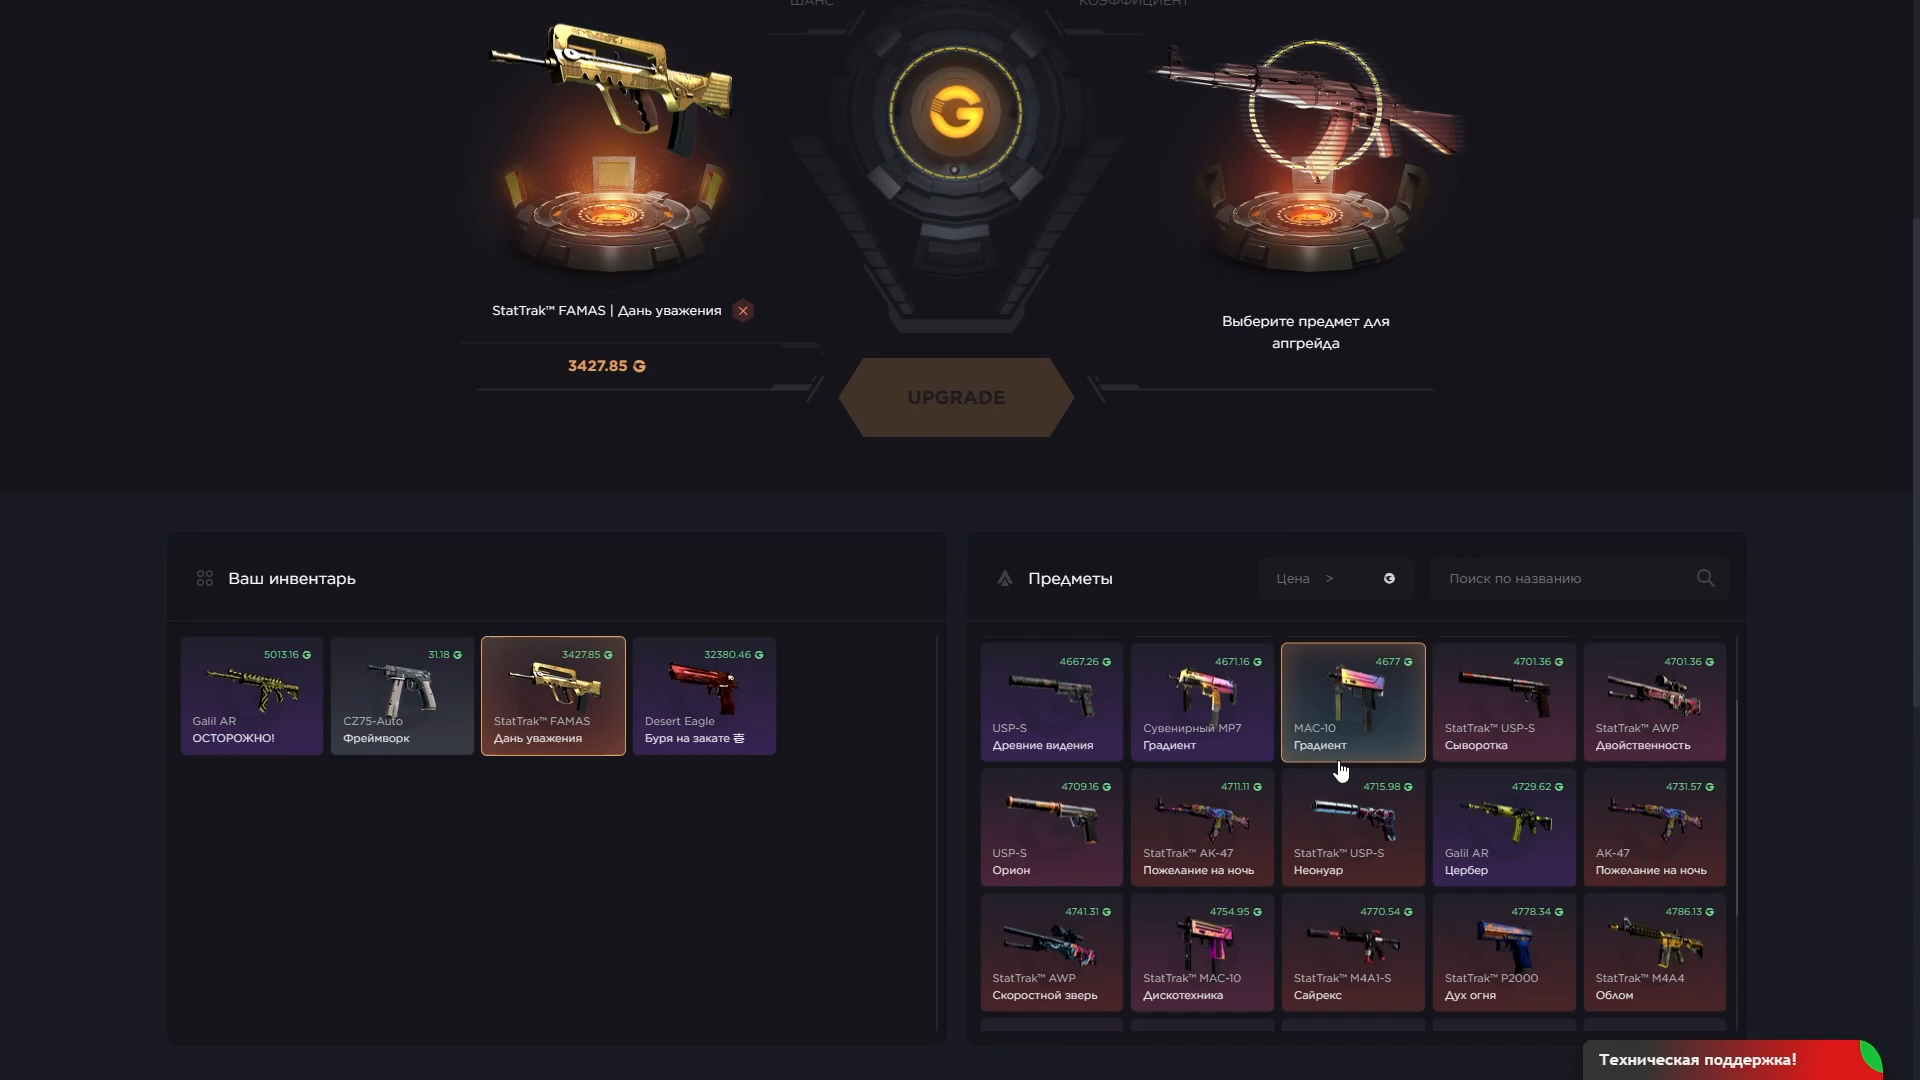 ШАНС
КОЭФФИЦИЕНТ
StatTrak™ FAMAS | Дань уважения
3427.85
Выберите предмет для
апгрейда
UPGRADE
Ваш инвентарь
5013.16
Galil AR
ОСТОРОЖНО!
31.18
CZ75-Auto
Фреймворк
3427.85
StatTrak™ FAMAS
Дань уважения
32380.46
Desert Eagle
Буря на закате 壱
Предметы
Цена >
Поиск по названию
4667.26
USP-S
Древние видения
4671.16
Сувенирный MP7
Градиент
4677
MAC-10
Градиент
4701.36
StatTrak™ USP-S
Сыворотка
4701.36
StatTrak™ AWP
Двойственность
4709.16
USP-S
Орион
4711.11
StatTrak™ AK-47
Пожелание на ночь
4715.98
StatTrak™ USP-S
Неонуар
4729.62
Galil AR
Цербер
4731.57
AK-47
Пожелание на ночь
4741.31
StatTrak™ AWP
Скоростной зверь
4754.95
StatTrak™ MAC-10
Дискотехника
4770.54
StatTrak™ M4A1-S
Сайрекс
4778.34
StatTrak™ P2000
Дух огня
4786.13
StatTrak™ M4A4
Облом
Техническая поддержка!